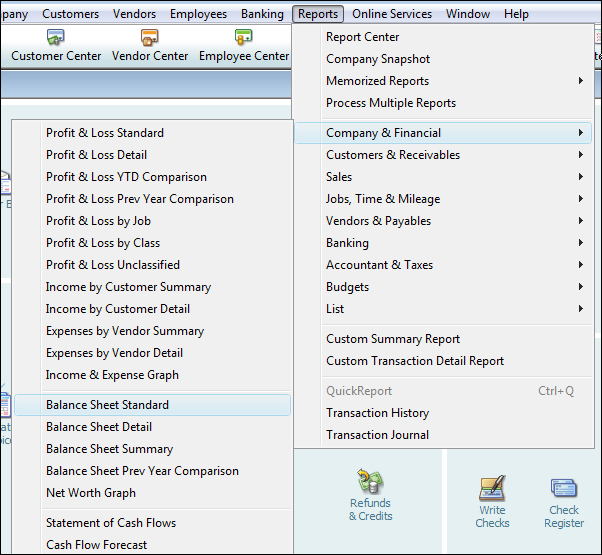 pany Customers Vendors Employees Banking Reports Online Services Window Help
Customer Center Vendor Center Employee Center
Report Center
Company Snapshot
Memorized Reports
Process Multiple Reports
Company & Financial
Customers & Receivables
Sales
Jobs, Time & Mileage
Vendors & Payables
Banking
Accountant & Taxes
Budgets
List
Custom Summary Report
Custom Transaction Detail Report
QuickReport Ctrl+Q
Transaction History
Transaction Journal
Profit & Loss Standard
Profit & Loss Detail
Profit & Loss YTD Comparison
Profit & Loss Prev Year Comparison
Profit & Loss by Job
Profit & Loss by Class
Profit & Loss Unclassified
Income by Customer Summary
Income by Customer Detail
Expenses by Vendor Summary
Expenses by Vendor Detail
Income & Expense Graph
Balance Sheet Standard
Balance Sheet Detail
Balance Sheet Summary
Balance Sheet Prev Year Comparison
Net Worth Graph
Statement of Cash Flows
Cash Flow Forecast
Refunds
& Credits
Write
Checks
Check
Register